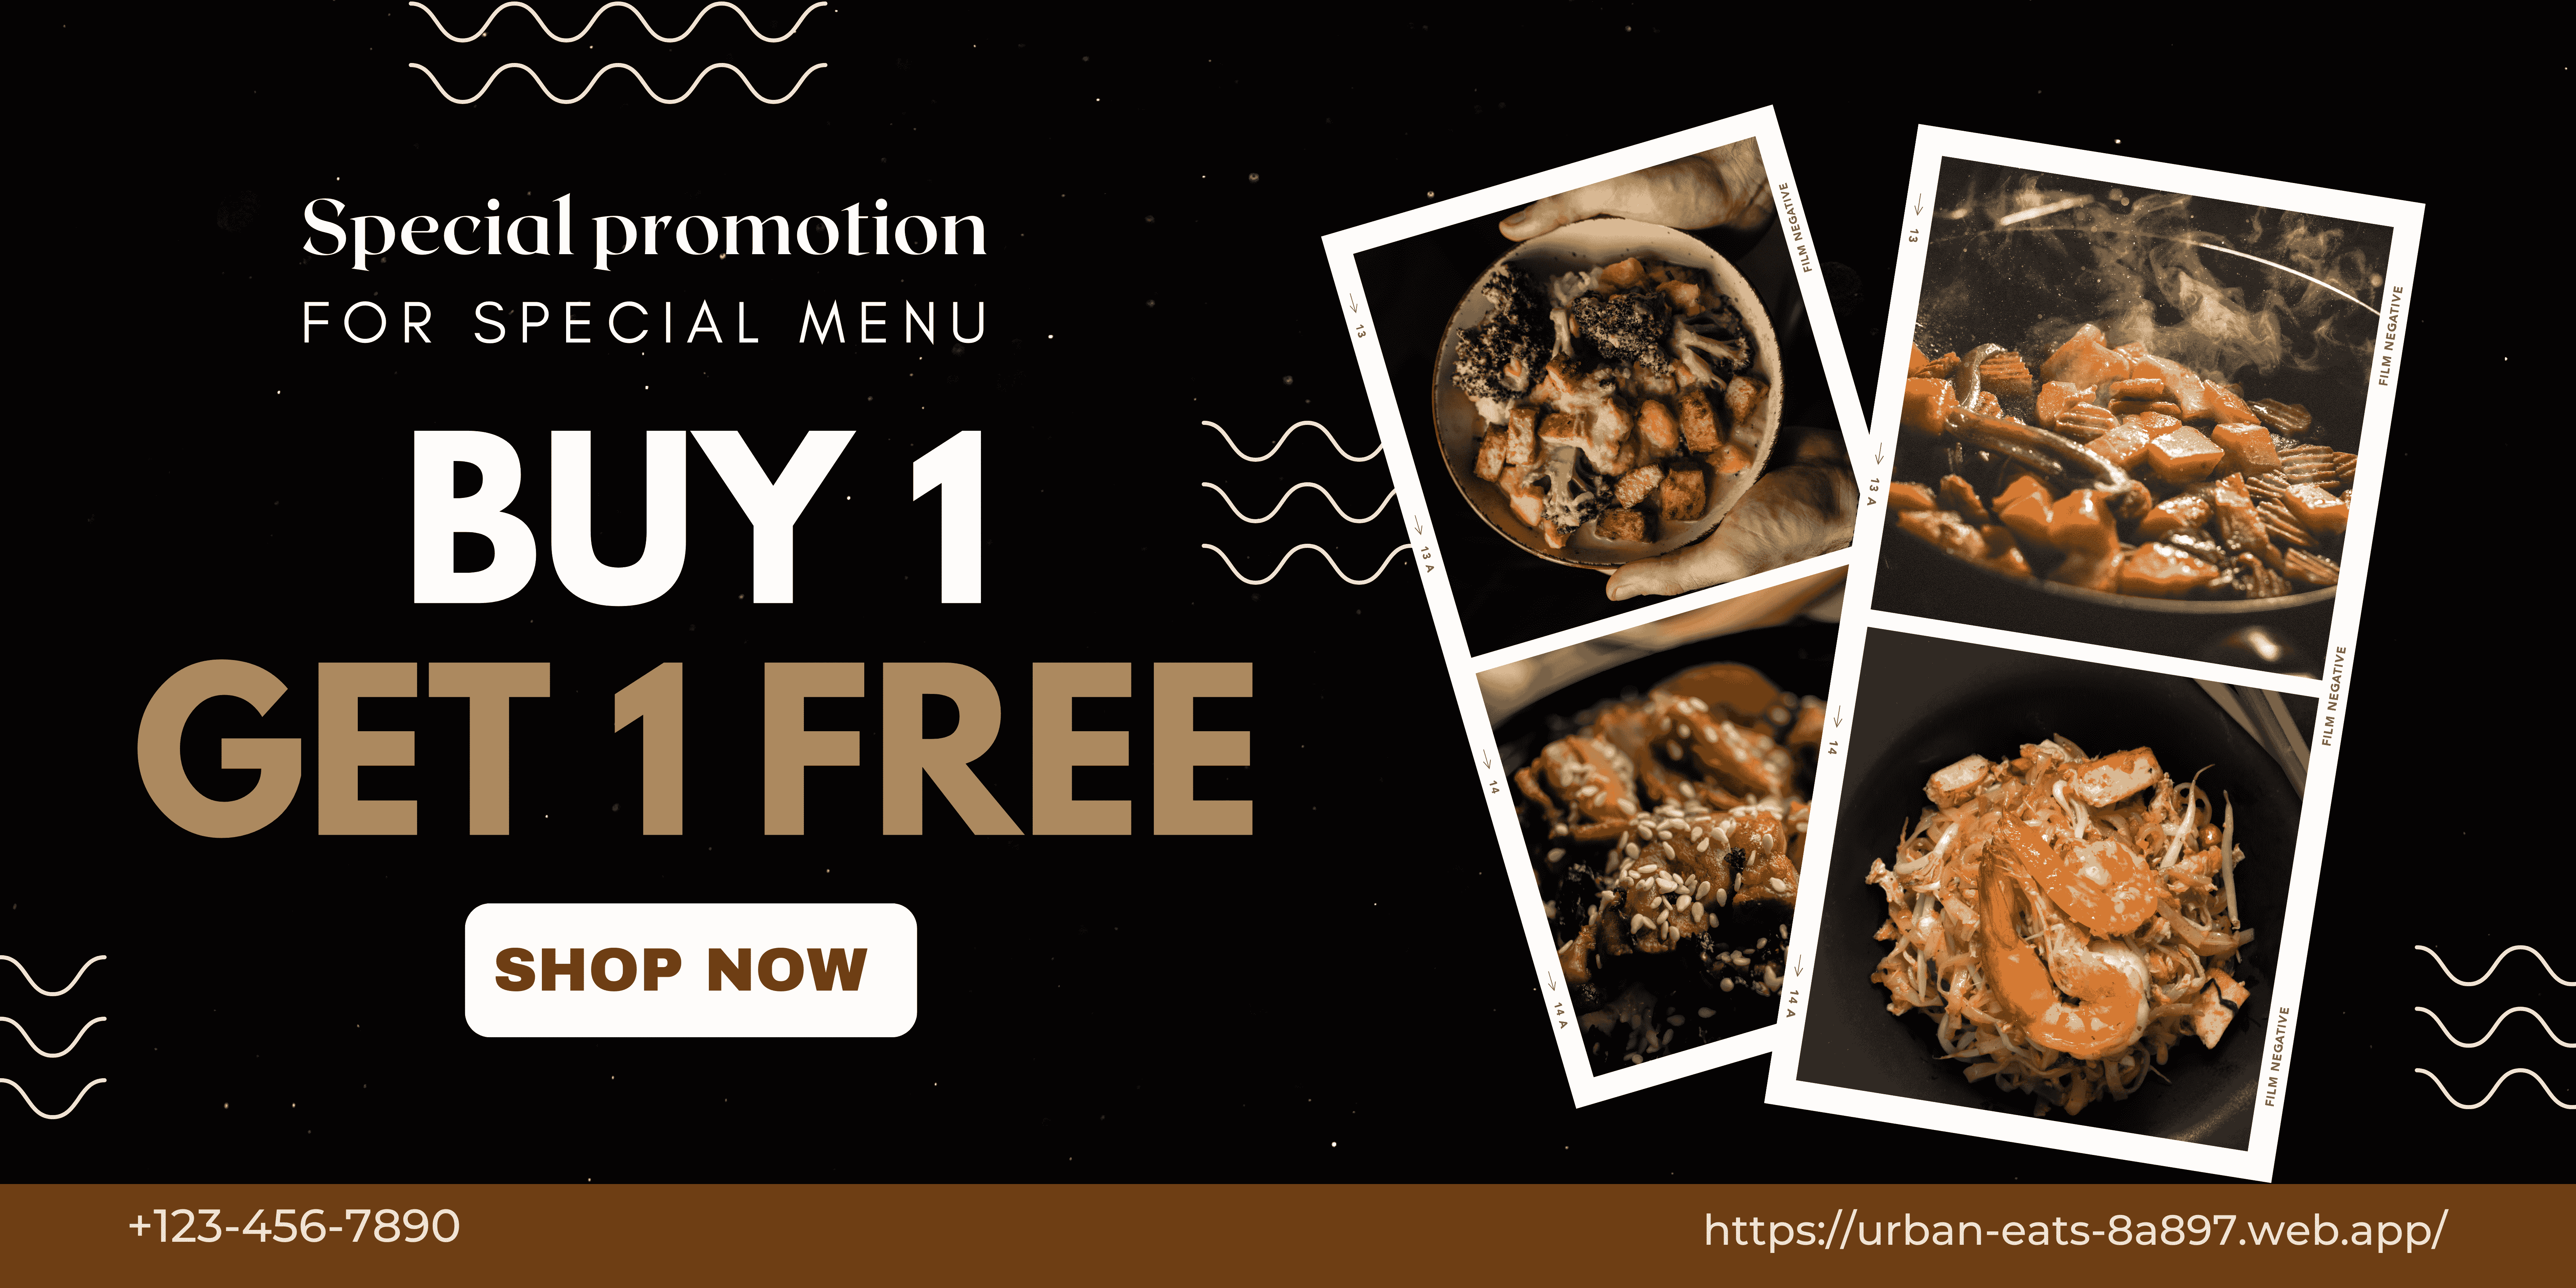 Special promotion
FOR SPECIAL MENU
BUY 1
GET 1 FREE
SHOP NOW
→ 13
FILM NEGATIVE
→ 13 A
→ 14
→ 14 A
→ 13
FILM NEGATIVE
→ 13 A
FILM NEGATIVE
→ 14
→ 14 A
FILM NEGATIVE
+123-456-7890
https://urban-eats-8a897.web.app/